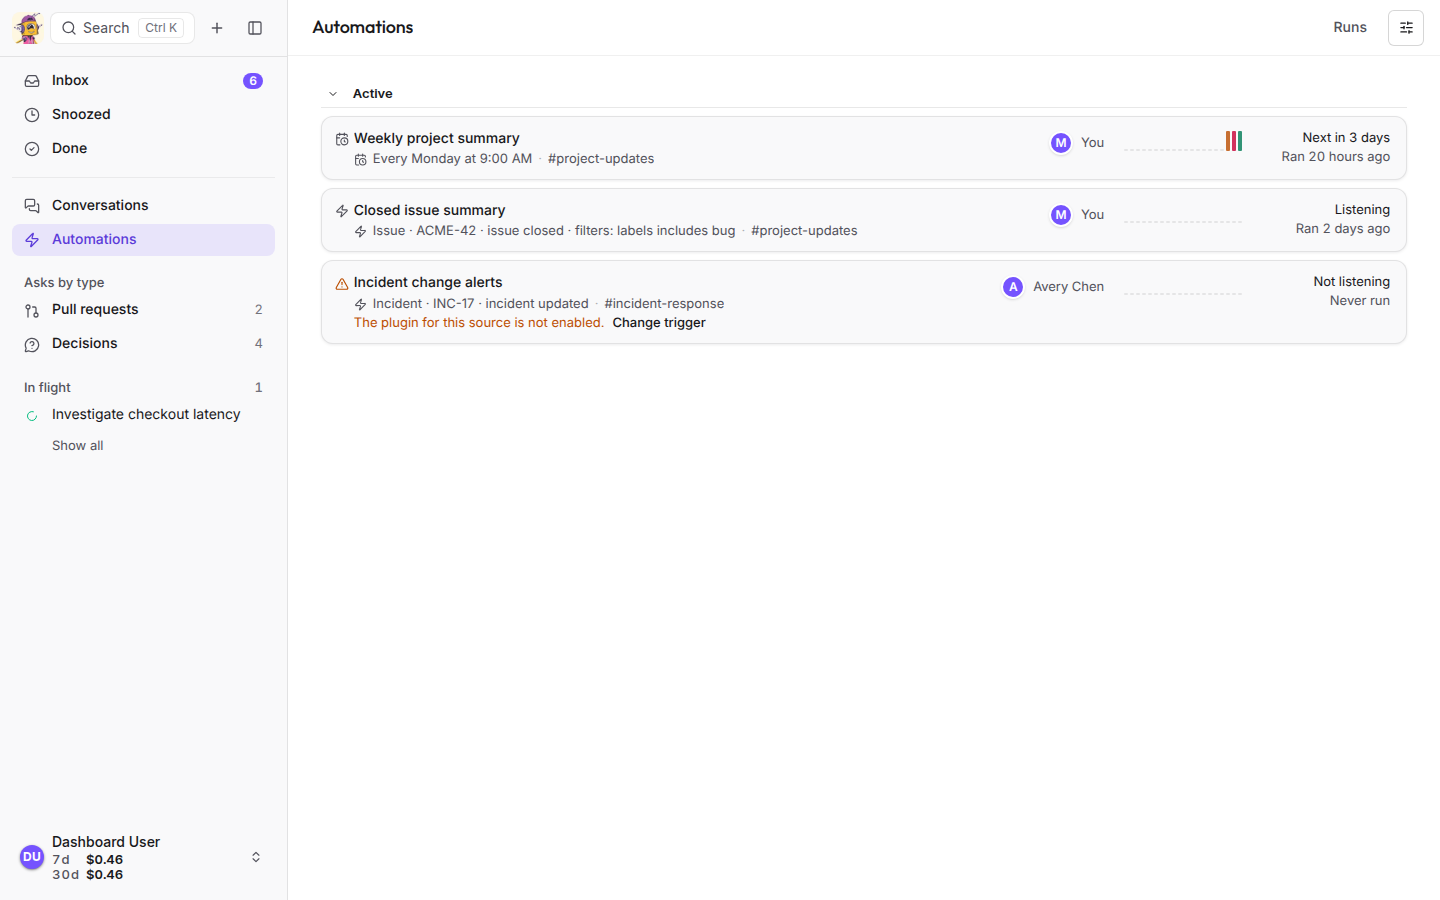 Search Ctrl K
Inbox 6
Snoozed
Done
Conversations
Automations
Asks by type
Pull requests 2
Decisions 4
In flight 1
Investigate checkout latency
Show all
DU Dashboard User
7d $0.46
30d $0.46
Automations
Runs
Active
Weekly project summary
Every Monday at 9:00 AM · #project-updates
M You
Next in 3 days
Ran 20 hours ago
Closed issue summary
Issue · ACME-42 · issue closed · filters: labels includes bug · #project-updates
M You
Listening
Ran 2 days ago
Incident change alerts
Incident · INC-17 · incident updated · #incident-response
The plugin for this source is not enabled. Change trigger
A Avery Chen
Not listening
Never run